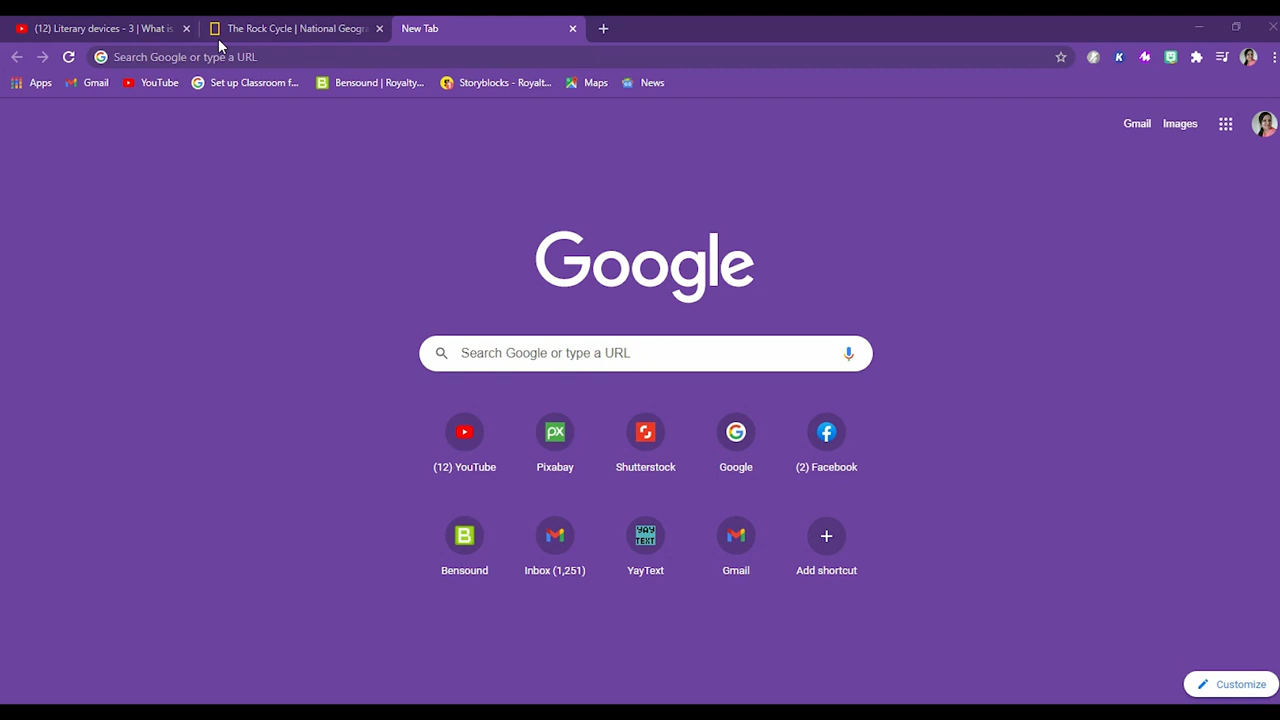 (12) Literary devices - 3 | What is
The Rock Cycle | National Geogra
New Tab
Search Google or type a URL
Apps
Gmail
YouTube
Set up Classroom f...
Bensound | Royalty...
Storyblocks - Royalt...
Maps
News
Gmail
Images
Google
Search Google or type a URL
(12) YouTube
Pixabay
Shutterstock
Google
(2) Facebook
Inbox (1,251)
Bensound
YAY TEXT
YayText
Gmail
Add shortcut
Customize